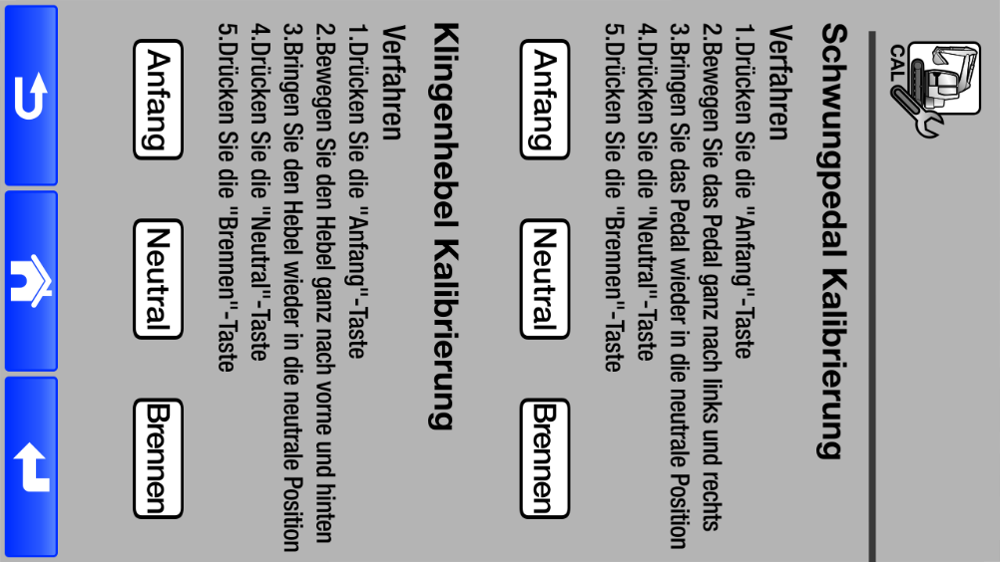 CAL
Schwungpedal Kalibrierung
Verfahren
1.Drücken Sie die "Anfang"-Taste
2.Bewegen Sie das Pedal ganz nach links und rechts
3.Bringen Sie das Pedal wieder in die neutrale Position
4.Drücken Sie die "Neutral"-Taste
5.Drücken Sie die "Brennen"-Taste
Anfang Neutral Brennen
Klingenhebel Kalibrierung
Verfahren
1.Drücken Sie die "Anfang"-Taste
2.Bewegen Sie den Hebel ganz nach vorne und hinten
3.Bringen Sie den Hebel wieder in die neutrale Position
4.Drücken Sie die "Neutral"-Taste
5.Drücken Sie die "Brennen"-Taste
Anfang Neutral Brennen